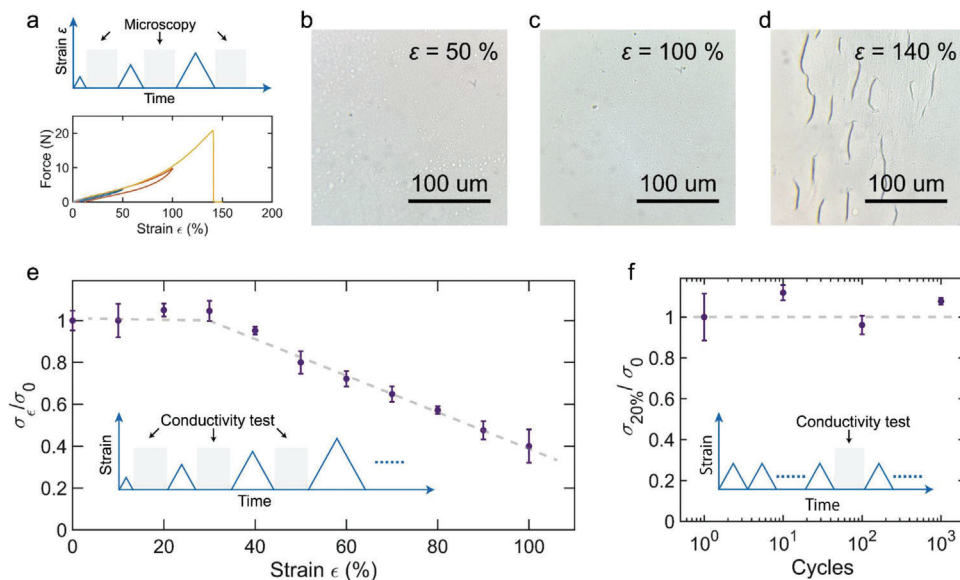 a
Microscopy
Strain ε
Time
Force (N)
20
10
0
0 50 100 150 200
Strain ϵ (%)
b
ε = 50 %
100 um
c
ε = 100 %
100 um
d
ε = 140 %
100 um
e
σϵ/σ0
1
0.8
0.6
0.4
0.2
0
0 20 40 60 80 100
Strain ϵ (%)
Conductivity test
Strain
Time
f
σ20%/ σ0
1
0.8
0.6
0.4
0.2
0
10^0 10^1 10^2 10^3
Cycles
Conductivity test
Strain
Time